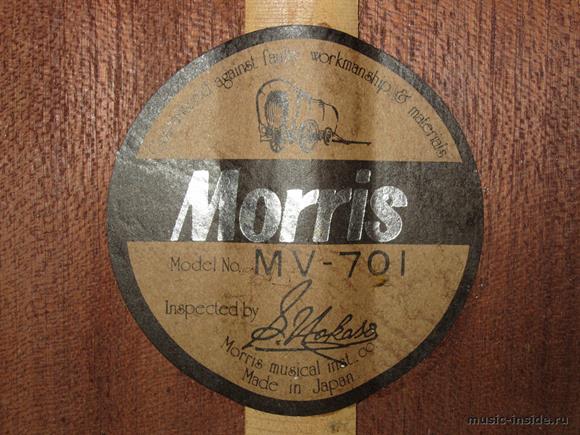 against faulty workmanship & materials
Morris
Model No. MV-701
Inspected by
Morris musical inst. co.
Made in Japan
music-inside.ru